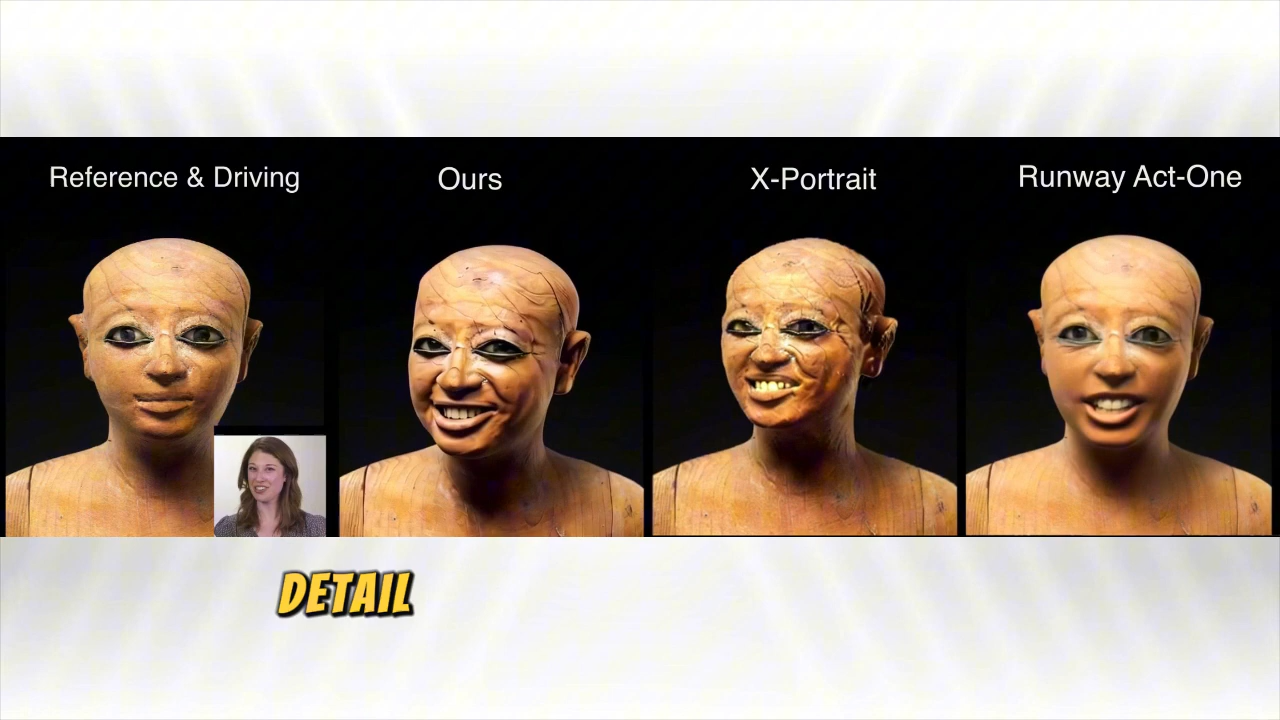 Reference & Driving
Ours
X-Portrait
Runway Act-One
DETAIL